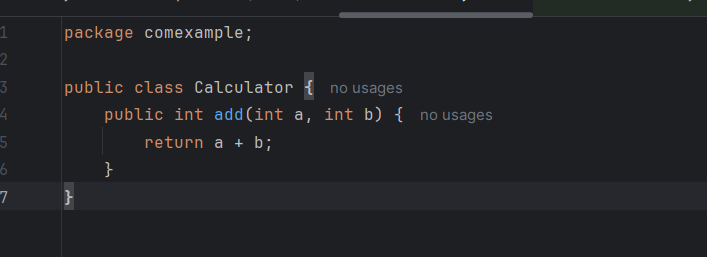 1 package comexample;
2
3 public class Calculator { no usages
4 public int add(int a, int b) { no usages
5 return a + b;
6 }
7 }